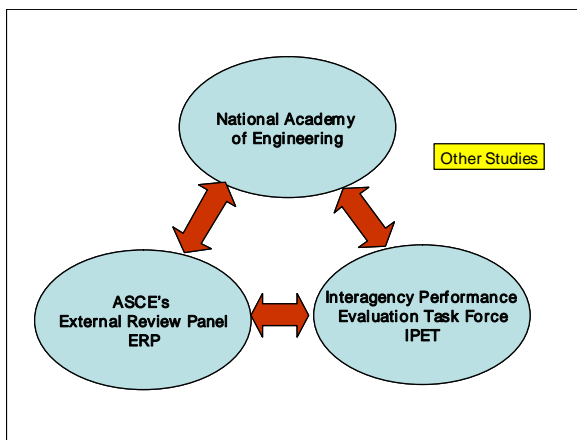 National Academy
of Engineering
Other Studies
ASCE's
External Review Panel
ERP
Interagency Performance
Evaluation Task Force
IPET